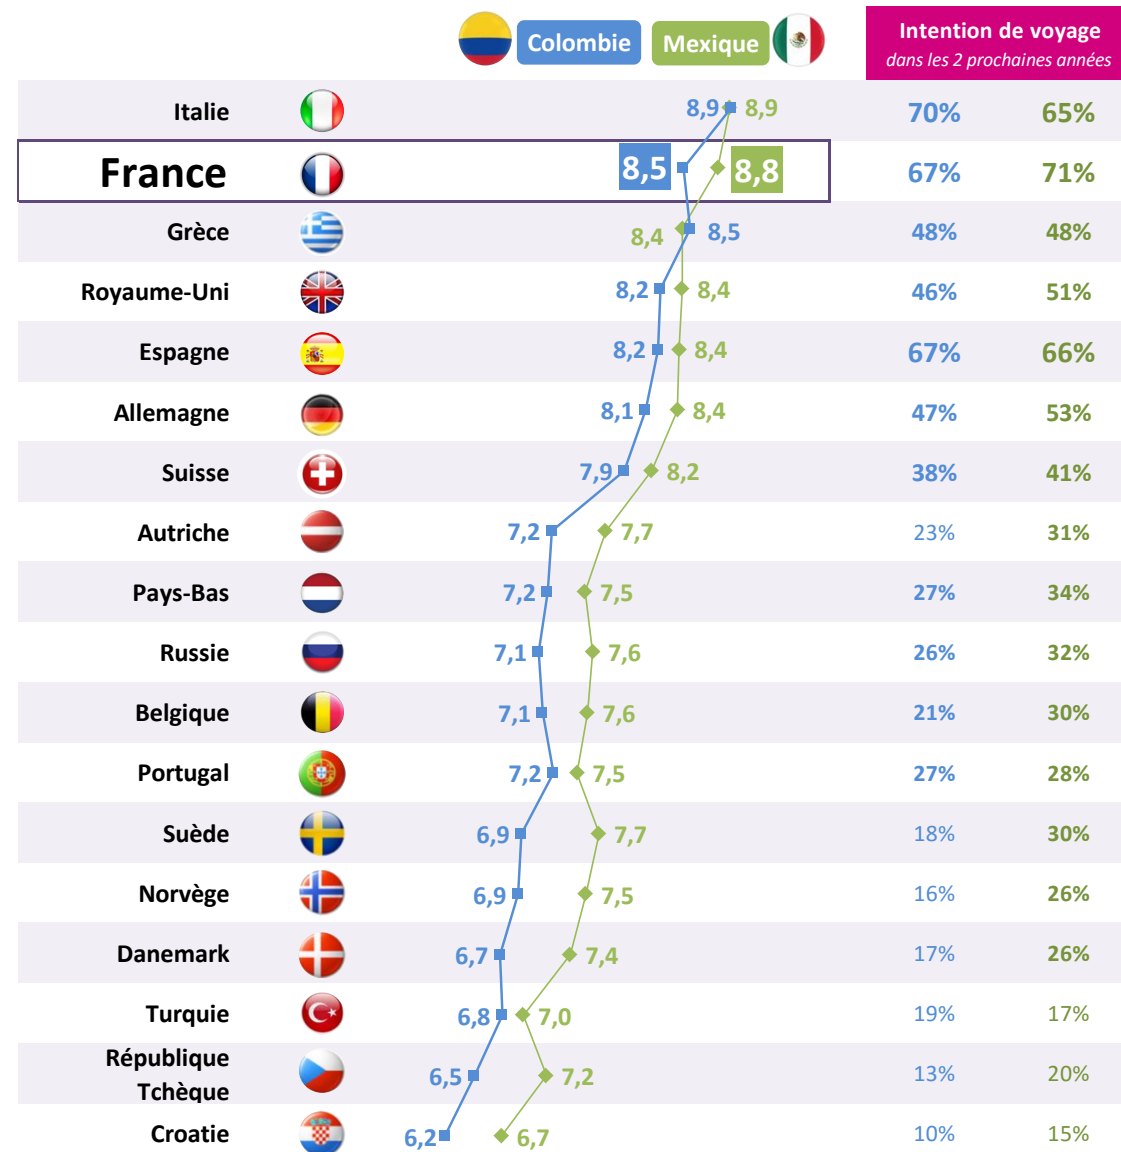 Colombie Mexique Intention de voyage
dans les 2 prochaines années
Italie 8,9 8,9 70% 65%
France 8,5 8,8 67% 71%
Grèce 8,4 8,5 48% 48%
Royaume-Uni 8,2 8,4 46% 51%
Espagne 8,2 8,4 67% 66%
Allemagne 8,1 8,4 47% 53%
Suisse 7,9 8,2 38% 41%
Autriche 7,2 7,7 23% 31%
Pays-Bas 7,2 7,5 27% 34%
Russie 7,1 7,6 26% 32%
Belgique 7,1 7,6 21% 30%
Portugal 7,2 7,5 27% 28%
Suède 6,9 7,7 18% 30%
Norvège 6,9 7,5 16% 26%
Danemark 6,7 7,4 17% 26%
Turquie 6,8 7,0 19% 17%
République
Tchèque 6,5 7,2 13% 20%
Croatie 6,2 6,7 10% 15%